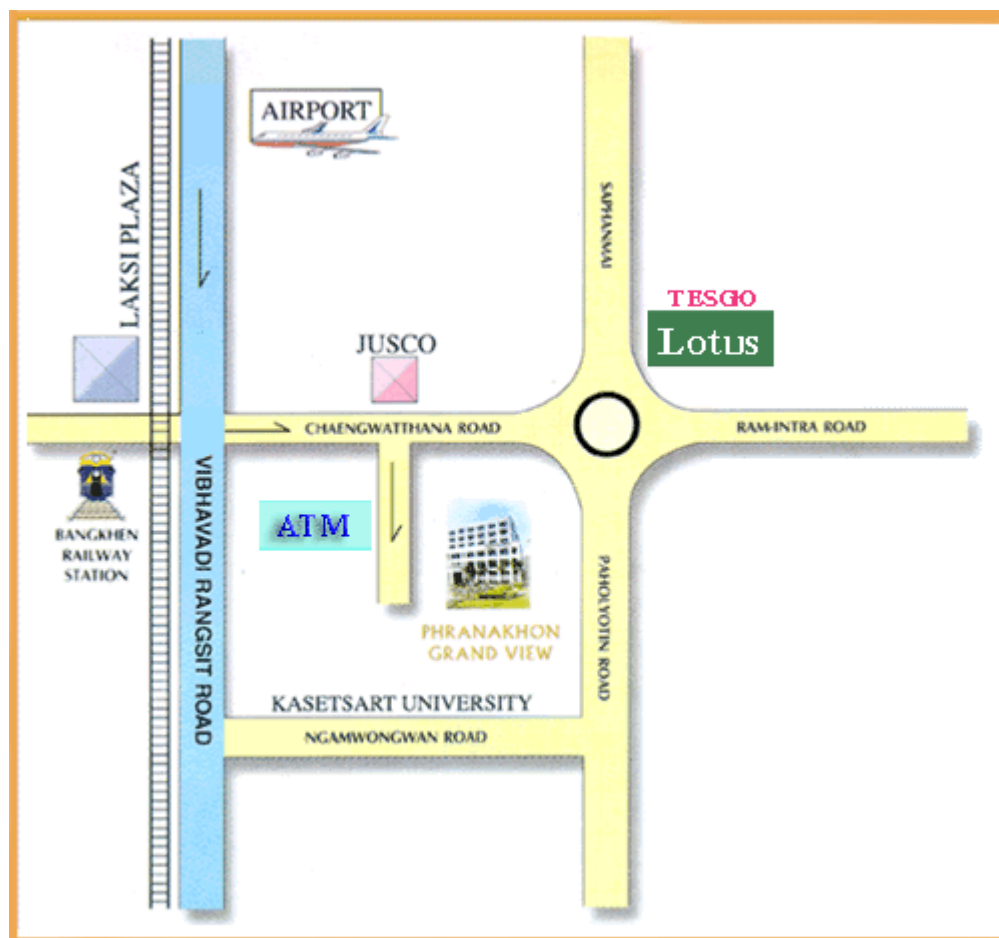 AIRPORT
LAKSI PLAZA
SAPHANMAI
TESGO
Lotus
JUSCO
CHAENGWATTHANA ROAD
RAM-INTRA ROAD
BANGKHEN
RAILWAY
STATION
VIBHAVADI RANGSIT ROAD
ATM
PHRANAKHON
GRAND VIEW
PAHOLYOTIN ROAD
KASETSART UNIVERSITY
NGAMWONGWAN ROAD